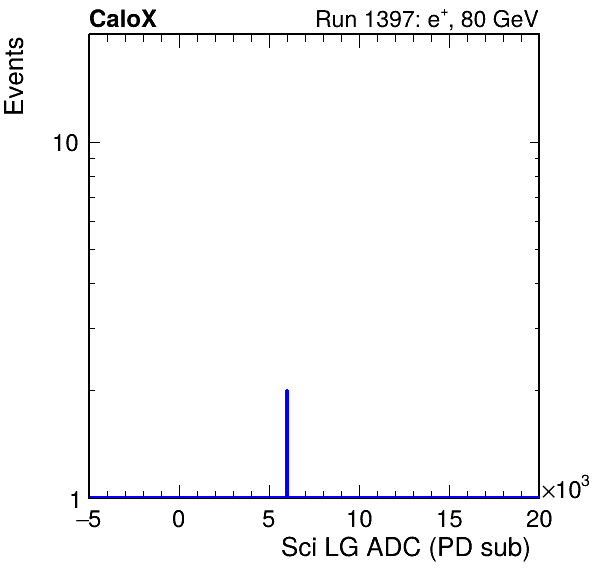 CaloX Run 1397: e⁺, 80 GeV
Events
10
1
−5 0 5 10 15 20
×10³
Sci LG ADC (PD sub)